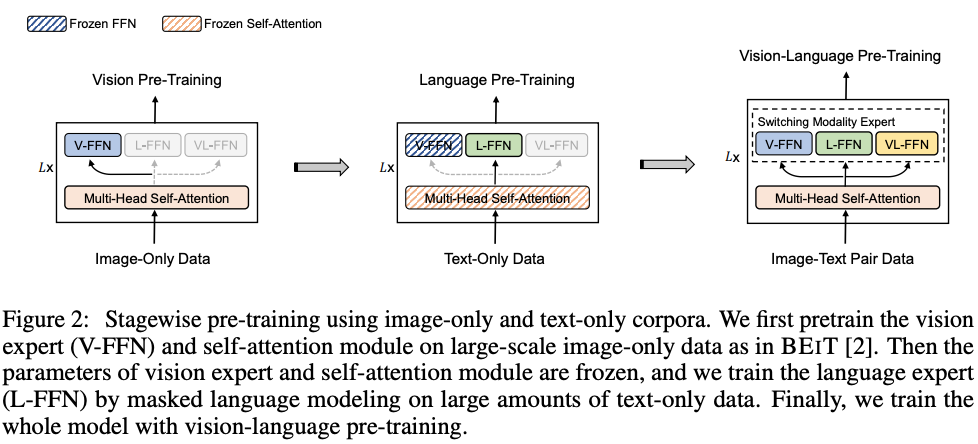 Frozen FFN
Frozen Self-Attention
Vision Pre-Training
V-FFN
L-FFN
VL-FFN
Lx
Multi-Head Self-Attention
Image-Only Data
Language Pre-Training
V-FFN
L-FFN
VL-FFN
Lx
Multi-Head Self-Attention
Text-Only Data
Vision-Language Pre-Training
Switching Modality Expert
V-FFN
L-FFN
VL-FFN
Lx
Multi-Head Self-Attention
Image-Text Pair Data
Figure 2: Stagewise pre-training using image-only and text-only corpora. We first pretrain the vision
expert (V-FFN) and self-attention module on large-scale image-only data as in BEIT [2]. Then the
parameters of vision expert and self-attention module are frozen, and we train the language expert
(L-FFN) by masked language modeling on large amounts of text-only data. Finally, we train the
whole model with vision-language pre-training.